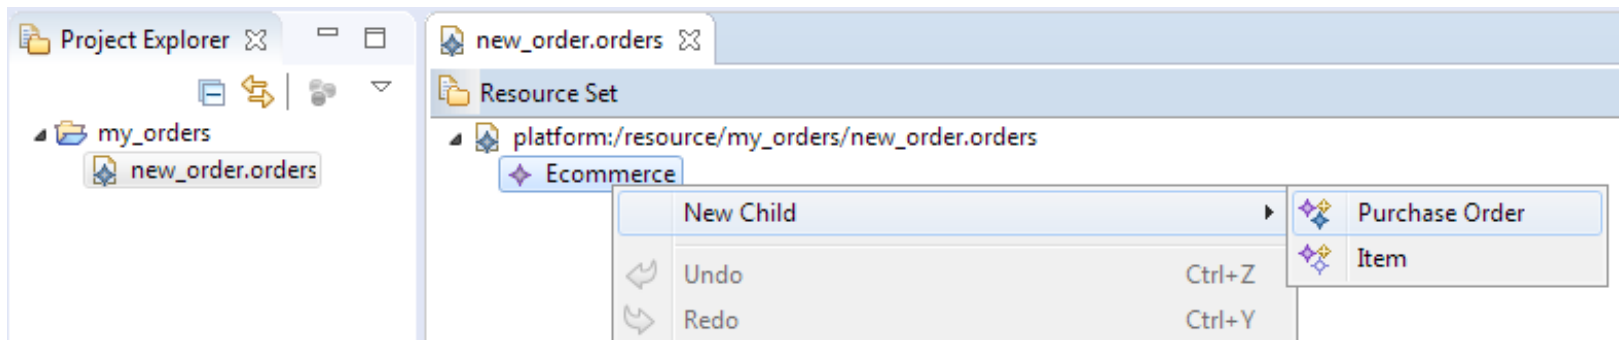 Project Explorer
my_orders
new_order.orders
new_order.orders
Resource Set
platform:/resource/my_orders/new_order.orders
Ecommerce
New Child
Undo Ctrl+Z
Redo Ctrl+Y
Purchase Order
Item